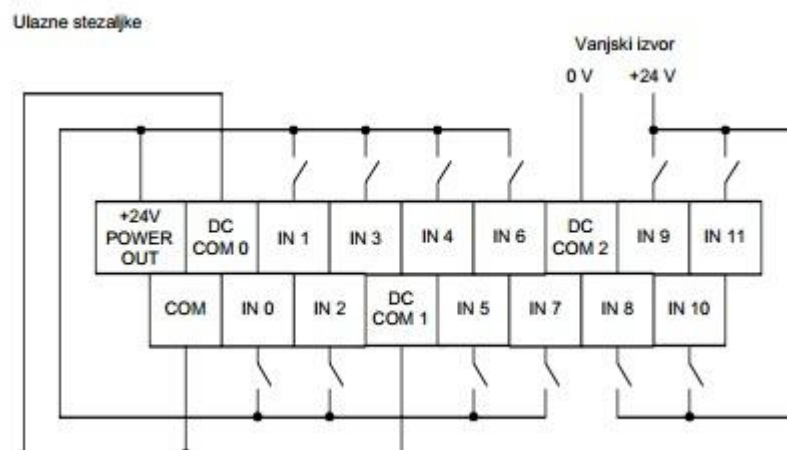 Ulazne stezaljke
Vanjski izvor
0 V +24 V
+24V
POWER
OUT
DC
COM 0
IN 1
IN 3
IN 4
IN 6
DC
COM 2
IN 9
IN 11
COM
IN 0
IN 2
DC
COM 1
IN 5
IN 7
IN 8
IN 10